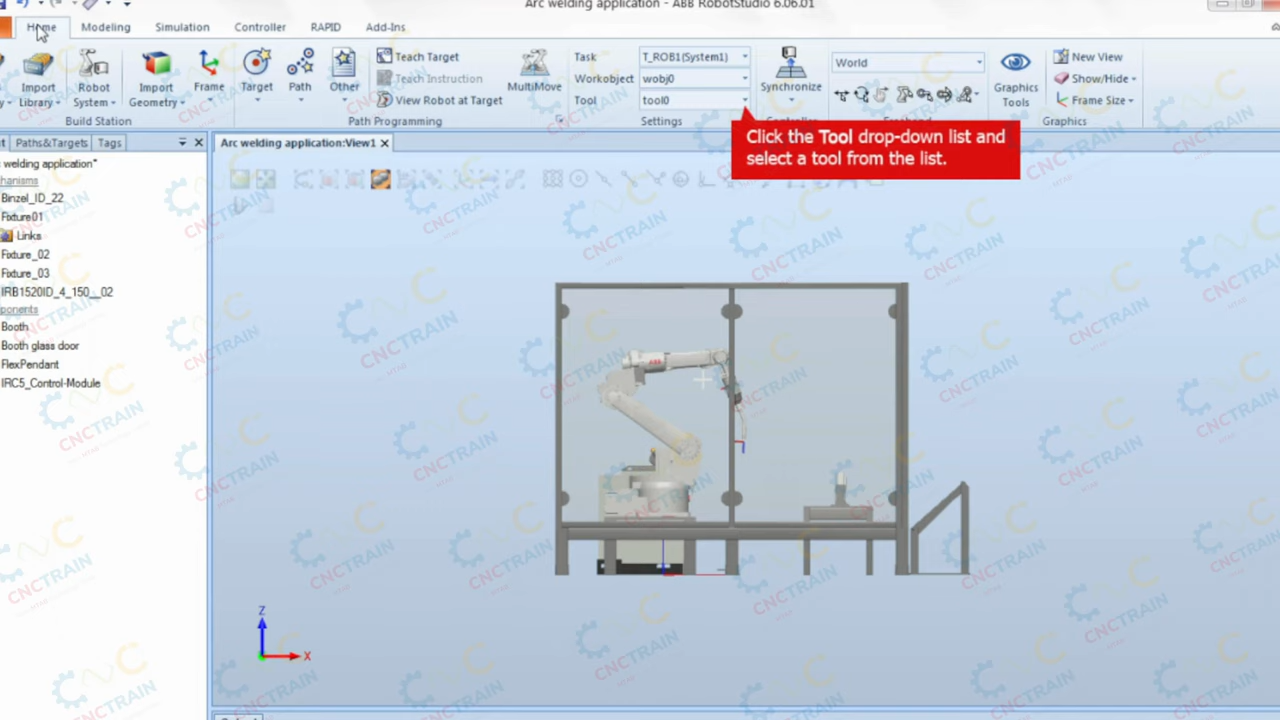 Arc welding application - ABB RobotStudio 6.06.01
Home Modeling Simulation Controller RAPID Add-Ins
Import Library
Robot System
Import Geometry
Frame
Target
Path
Other
Teach Target
Teach Instruction
View Robot at Target
MultiMove
Task T_ROB1(System1)
Workobject wobj0
Tool tool0
Synchronize
World
Graphics Tools
New View
Show/Hide
Frame Size
Build Station Path Programming Settings Graphics
Click the Tool drop-down list and
select a tool from the list.
Paths&Targets Tags
Arc welding application:View1
welding application*
Binzel_ID_22
Fixture01
Links
Fixture_02
Fixture_03
IRB1520ID_4_150__02
Booth
Booth glass door
FlexPendant
IRC5_Control-Module
ABB
Z
X
CNCTRAIN